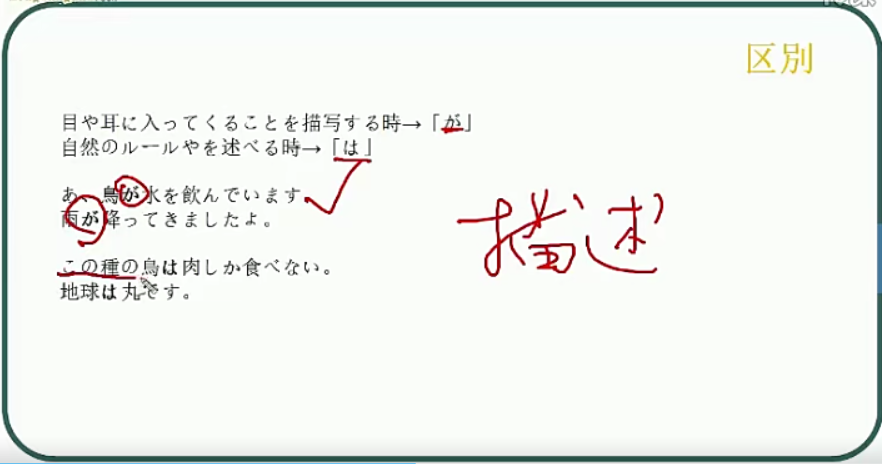 区別
目や耳に入ってくることを描写する時→「が」
自然のルールやを述べる時→「は」
あ、鳥が水を飲んでいます。
雨が降ってきましたよ。
描述
この種の鳥は肉しか食べない。
地球は丸です。